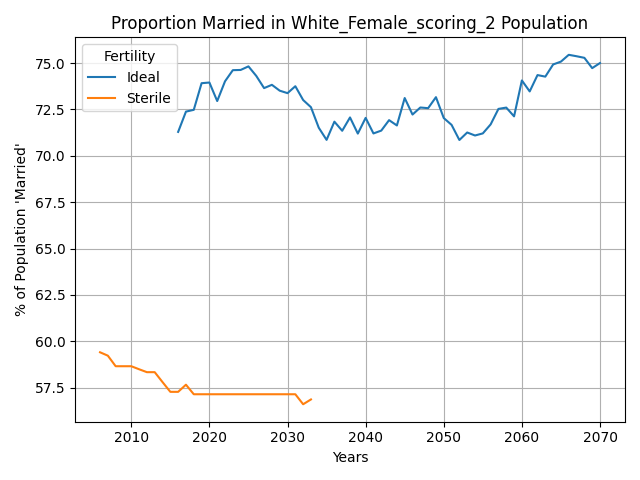 Proportion Married in White_Female_scoring_2 Population
Fertility
Ideal
Sterile
% of Population 'Married'
75.0
72.5
70.0
67.5
65.0
62.5
60.0
57.5
2010 2020 2030 2040 2050 2060 2070
Years